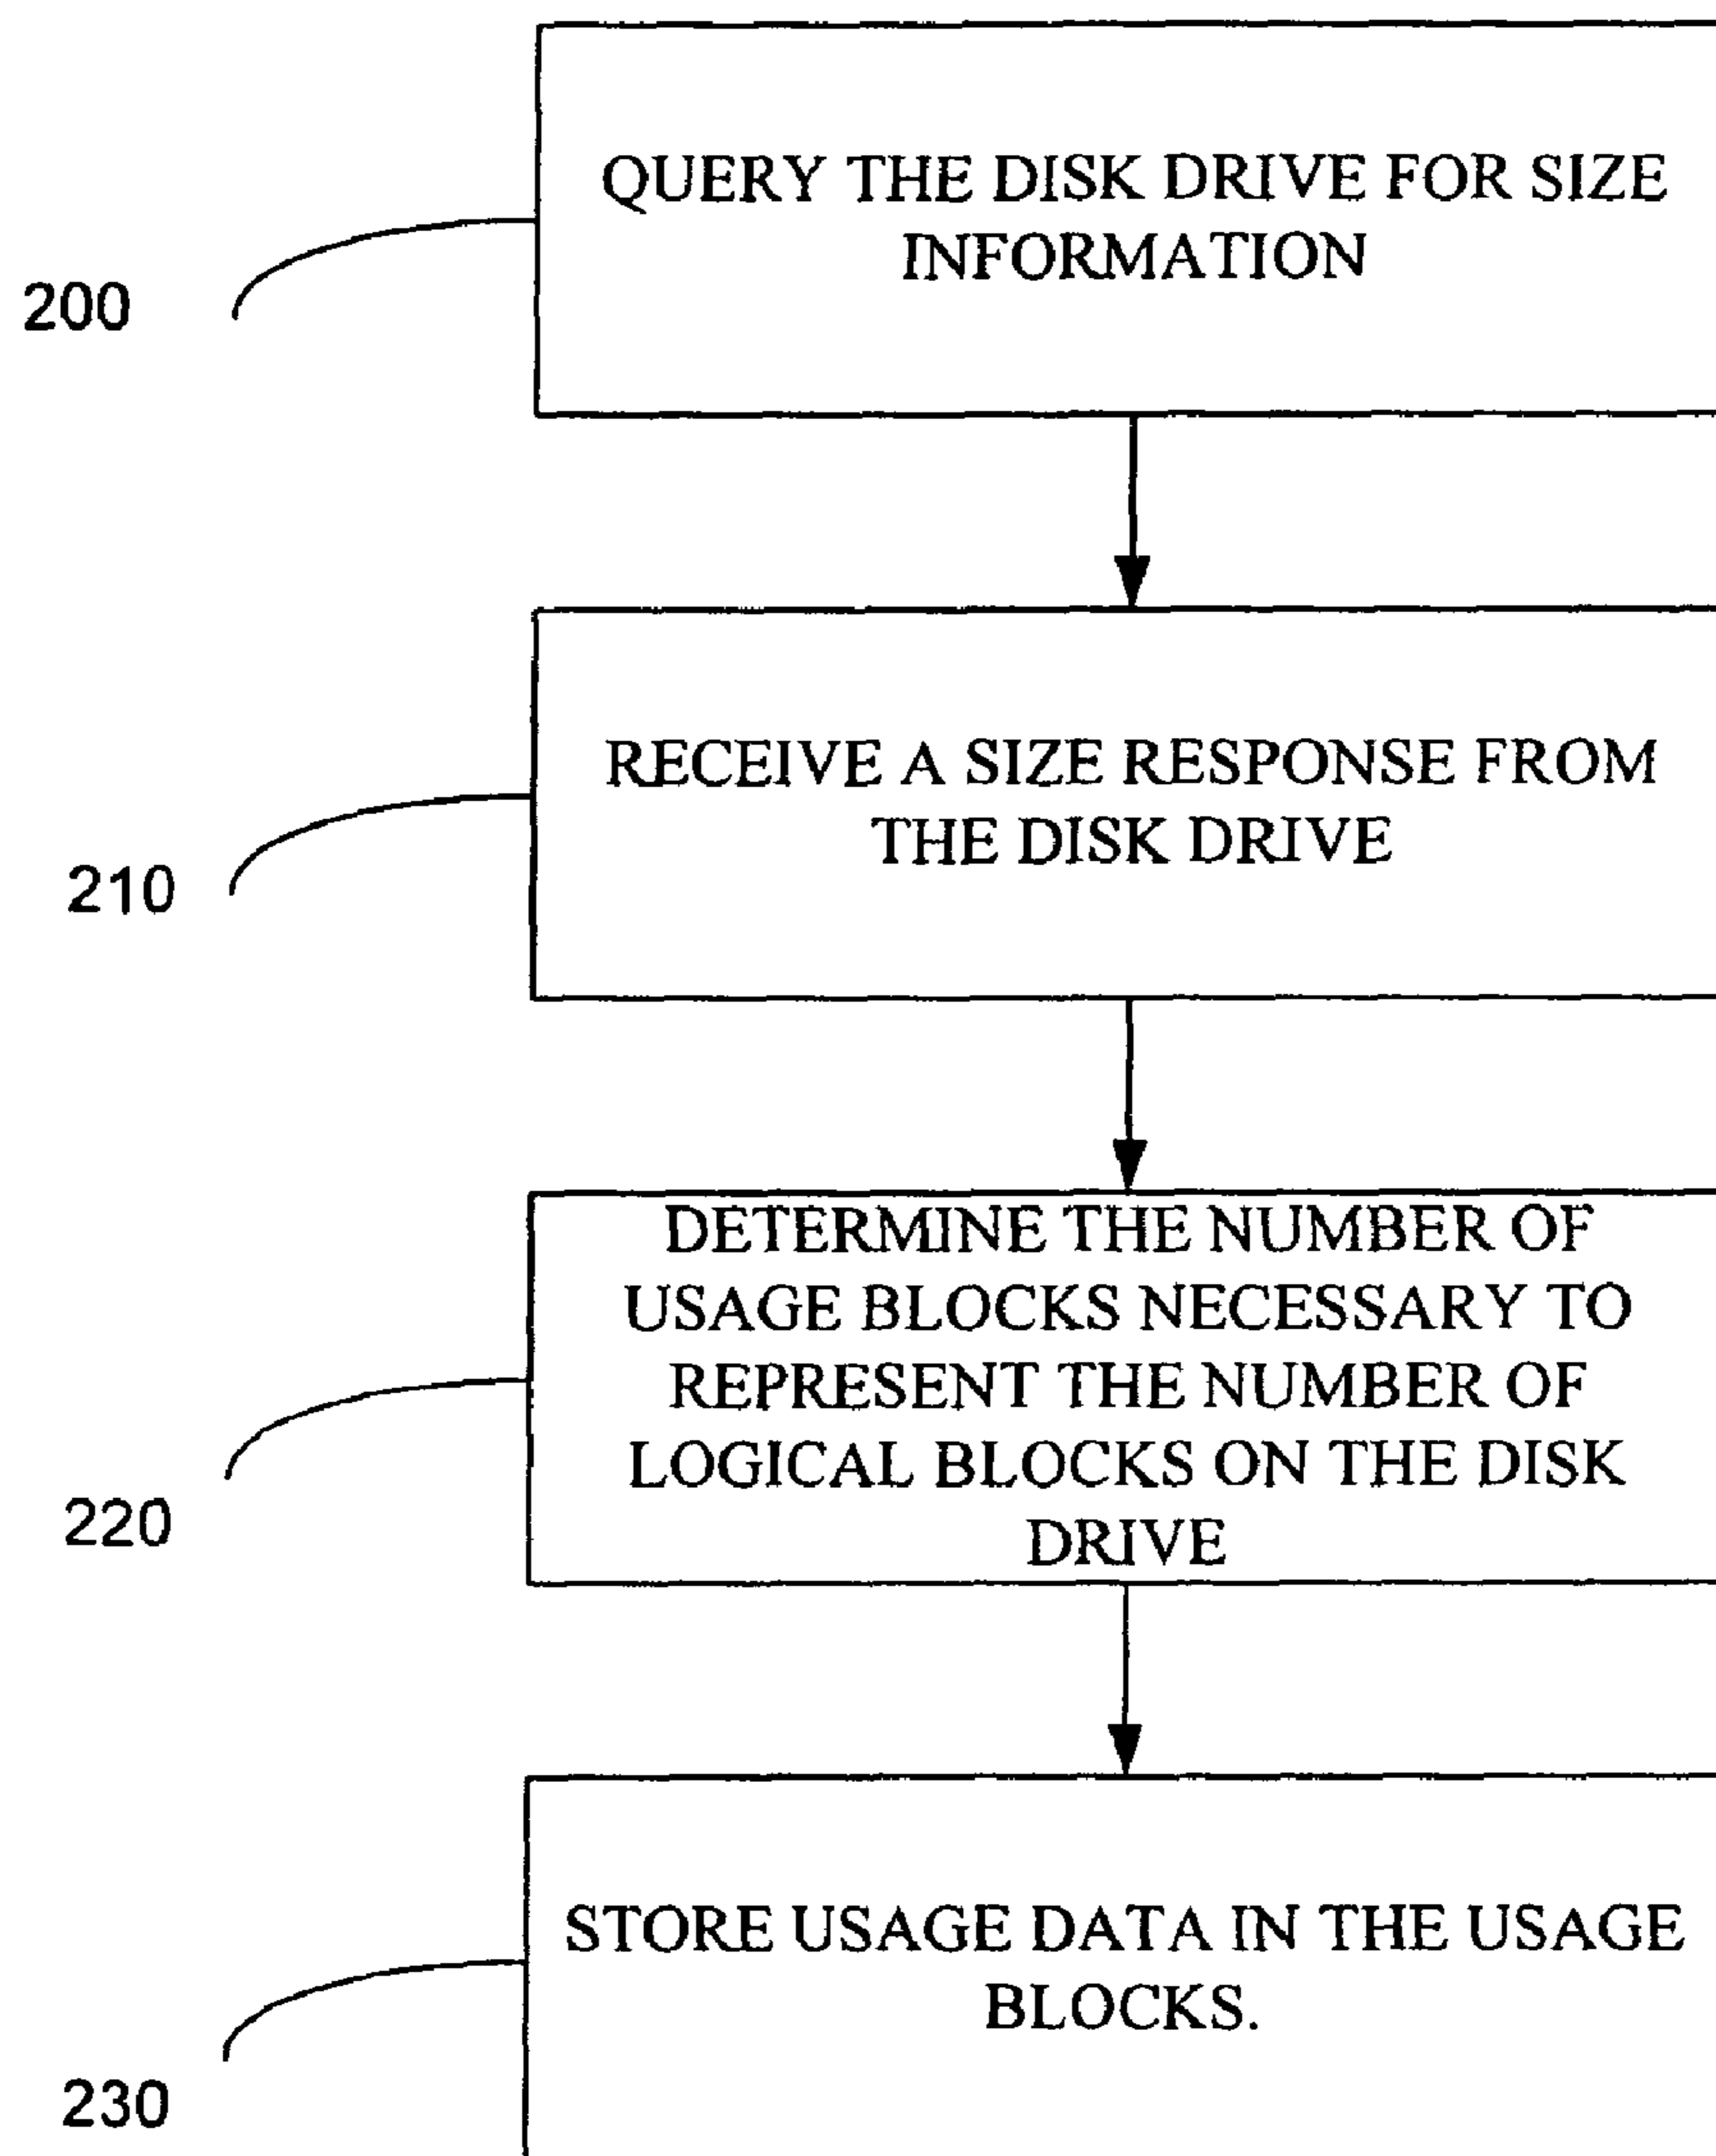 QUERY THE DISK DRIVE FOR SIZE
INFORMATION
200
RECEIVE A SIZE RESPONSE FROM
THE DISK DRIVE
210
DETERMINE THE NUMBER OF
USAGE BLOCKS NECESSARY TO
REPRESENT THE NUMBER OF
LOGICAL BLOCKS ON THE DISK
DRIVE
220
STORE USAGE DATA IN THE USAGE
BLOCKS.
230